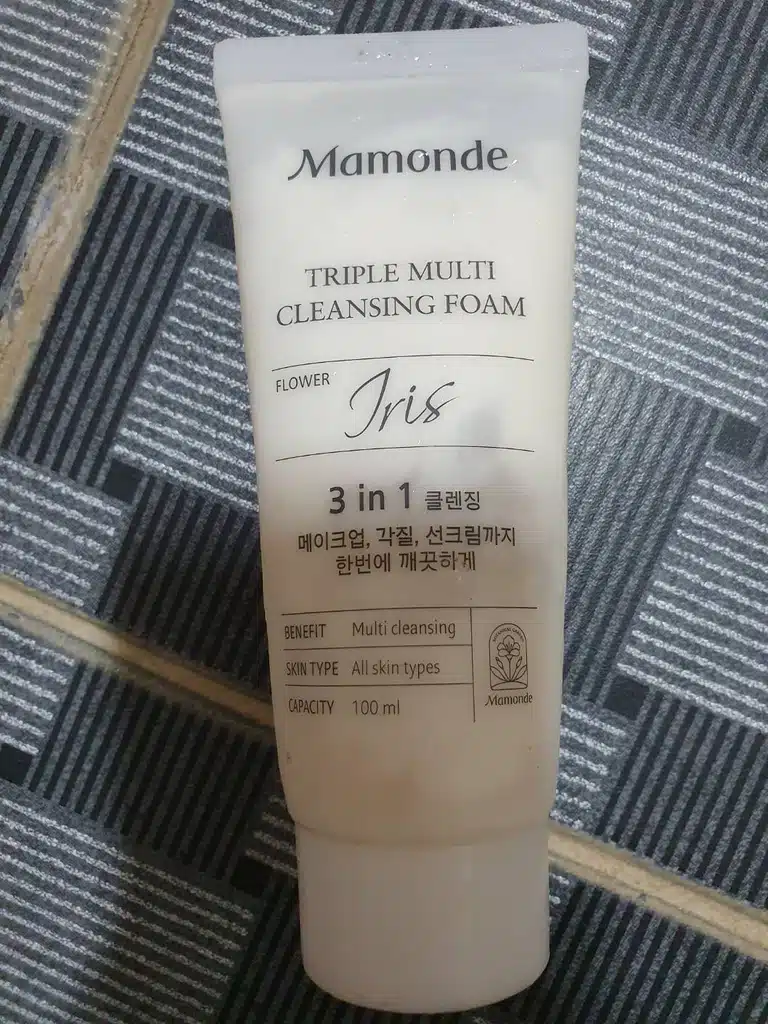 Mamonde
TRIPLE MULTI
CLEANSING FOAM
FLOWER Iris
3 in 1 클렌징
메이크업, 각질, 선크림까지
한번에 깨끗하게
BENEFIT Multi cleansing
SKIN TYPE All skin types
CAPACITY 100 ml
Mamonde